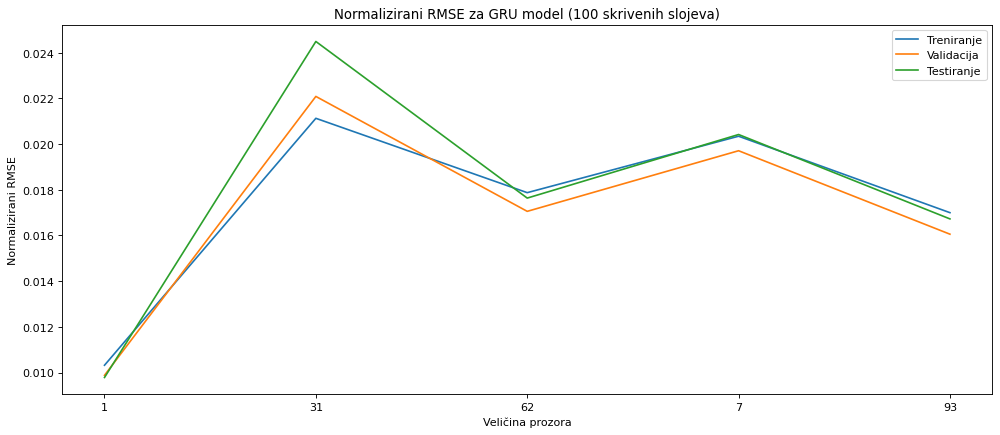 Normalizirani RMSE za GRU model (100 skrivenih slojeva)
Treniranje
Validacija
Testiranje
Normalizirani RMSE
0.024
0.022
0.020
0.018
0.016
0.014
0.012
0.010
1 31 62 7 93
Veličina prozora